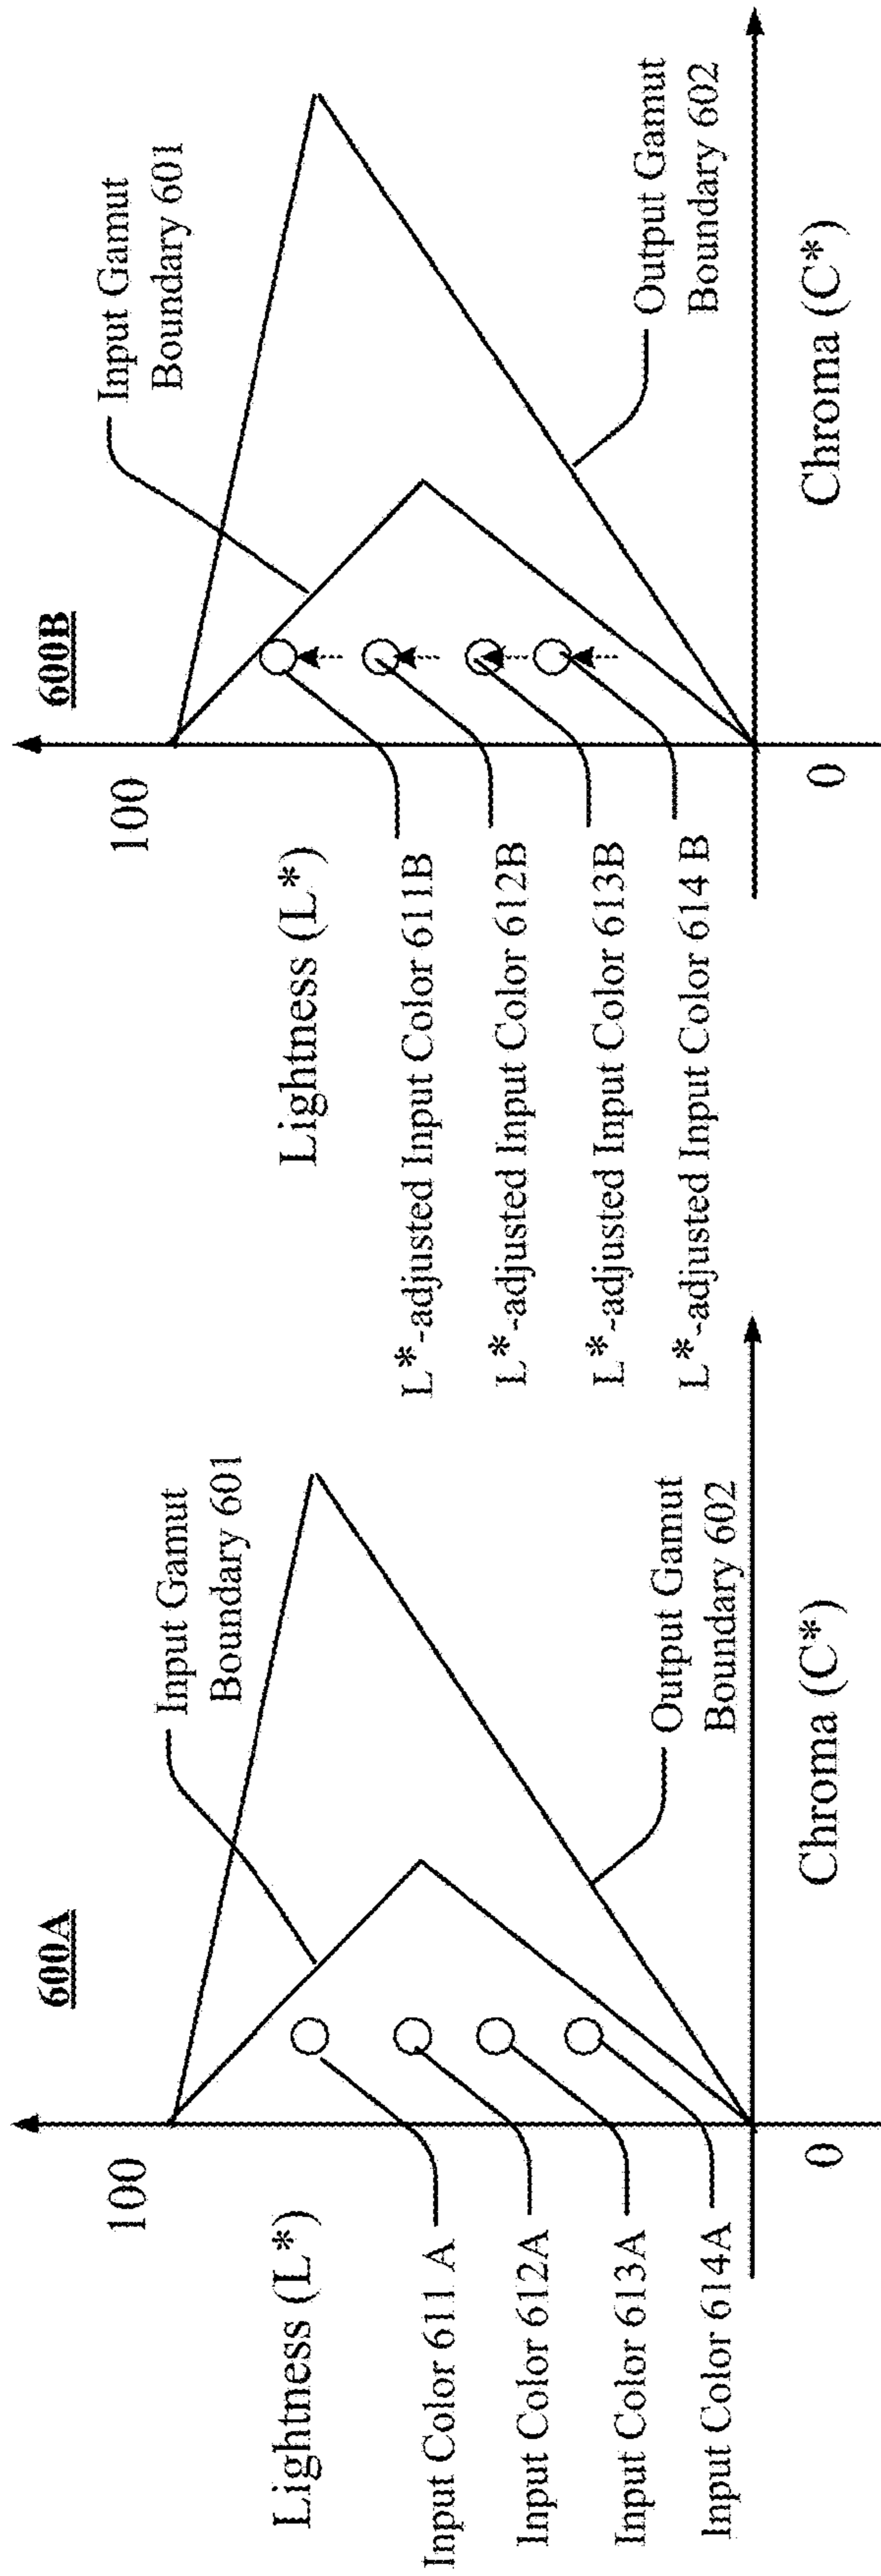 600A
100
Lightness (L*)
Input Color 611 A
Input Color 612A
Input Color 613A
Input Color 614A
Input Gamut
Boundary 601
Output Gamut
Boundary 602
0
Chroma (C*)
600B
100
Lightness (L*)
L*-adjusted Input Color 611B
L*-adjusted Input Color 612B
L*-adjusted Input Color 613B
L*-adjusted Input Color 614 B
Input Gamut
Boundary 601
Output Gamut
Boundary 602
0
Chroma (C*)